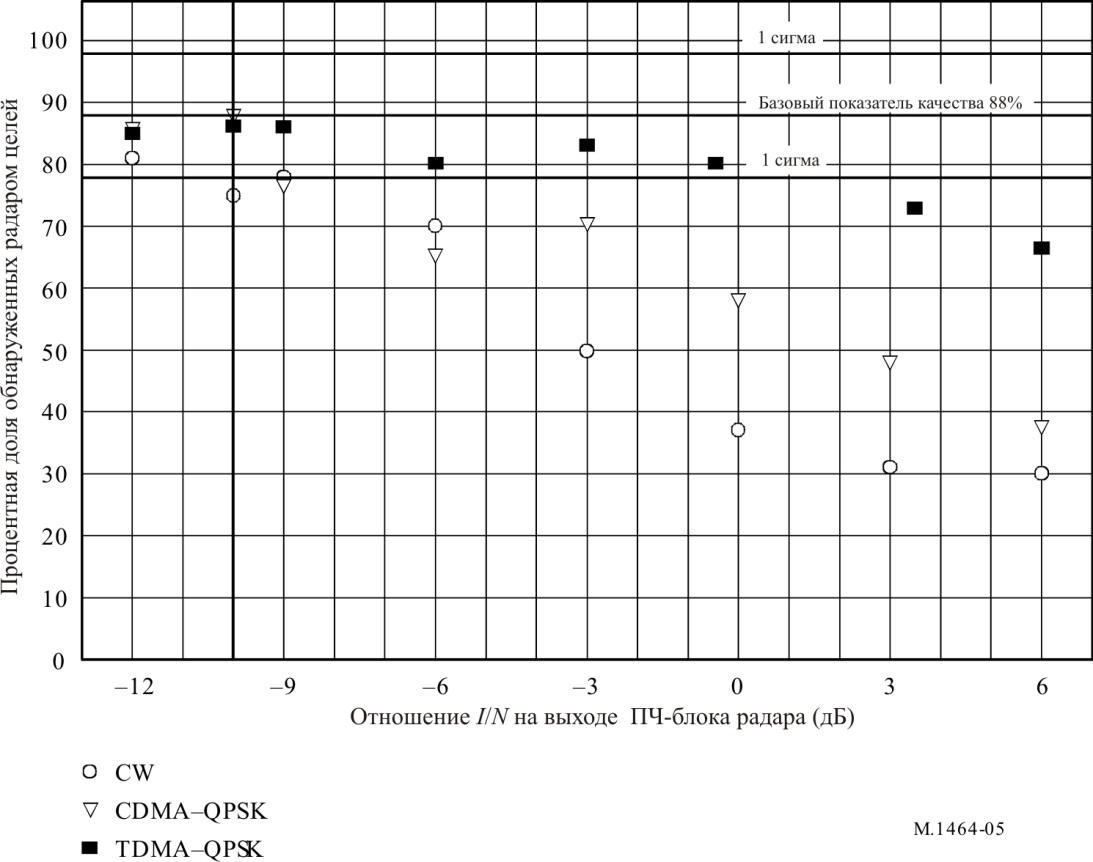 Процентная доля обнаруженных радаром целей
100
1 сигма
90
Базовый показатель качества 88%
80
1 сигма
70
60
50
40
30
20
10
0
–12 –9 –6 –3 0 3 6
Отношение I/N на выходе ПЧ-блока радара (дБ)
CW
CDMA–QPSK
TDMA–QPSK
M.1464-05